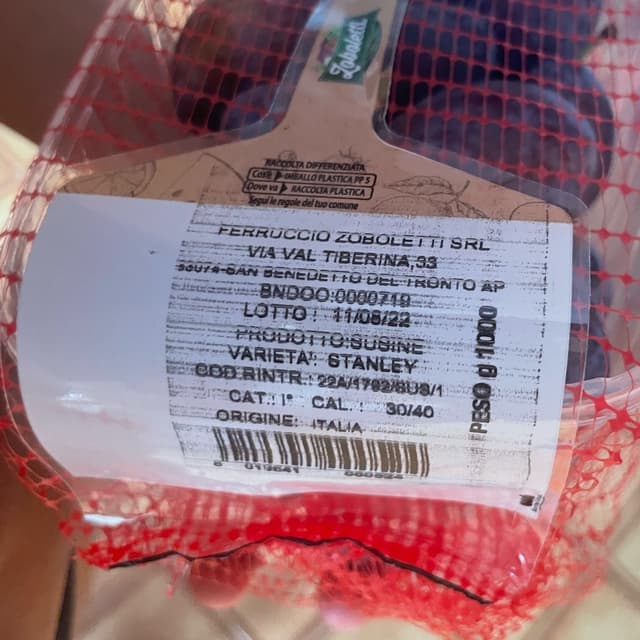 Zoboletti
RACCOLTA DIFFERENZIATA
Cos'è IMBALLO PLASTICA PP 5
Dove va RACCOLTA PLASTICA
Segui le regole del tuo comune
FERRUCCIO ZOBOLETTI SRL
VIA VAL TIBERINA,33
63074-SAN BENEDETTO DEL TRONTO AP
BNDOO:0000719
LOTTO : 11/08/22
PRODOTTO:SUSINE
VARIETA': STANLEY
COD.RINTR: 22A/1792/SUS/1
CAT.: I° CAL. : 30/40
ORIGINE: ITALIA
PESO g 1000